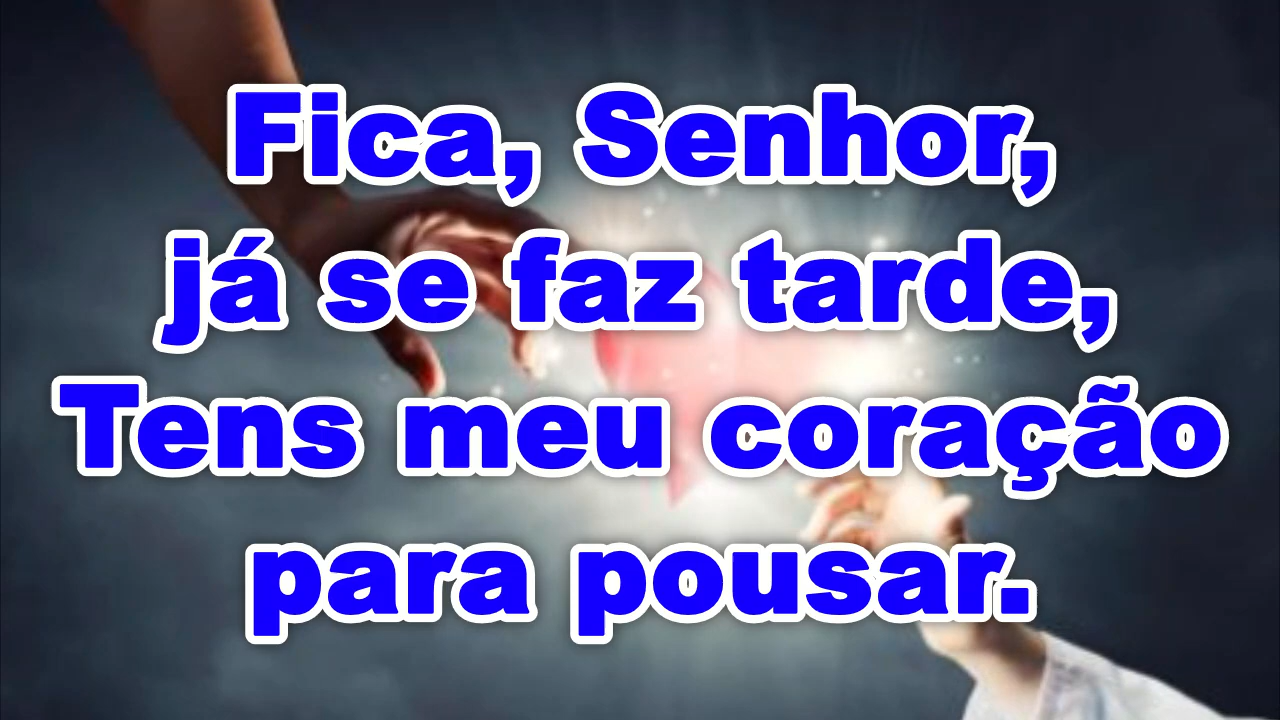 Fica, Senhor,
já se faz tarde,
Tens meu coração
para pousar.